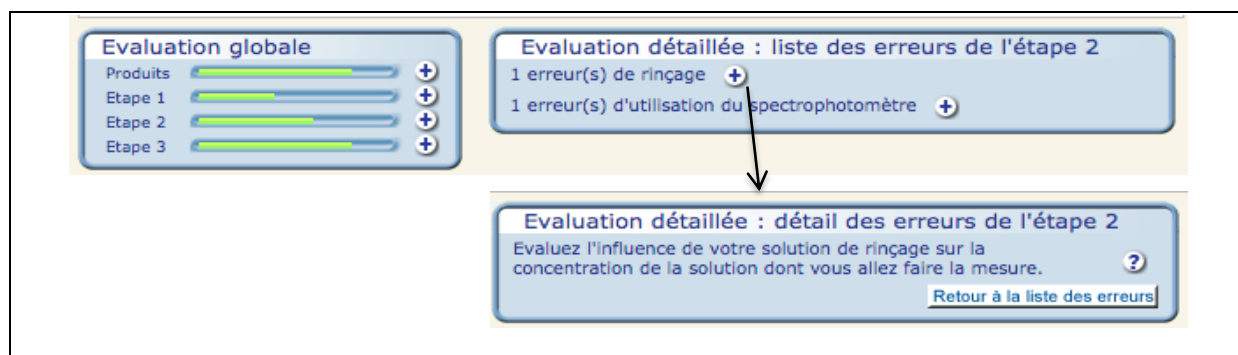 Evaluation globale
Produits
Etape 1
Etape 2
Etape 3
Evaluation détaillée : liste des erreurs de l'étape 2
1 erreur(s) de rinçage
1 erreur(s) d'utilisation du spectrophotomètre
Evaluation détaillée : détail des erreurs de l'étape 2
Evaluez l'influence de votre solution de rinçage sur la
concentration de la solution dont vous allez faire la mesure.
?
Retour à la liste des erreurs